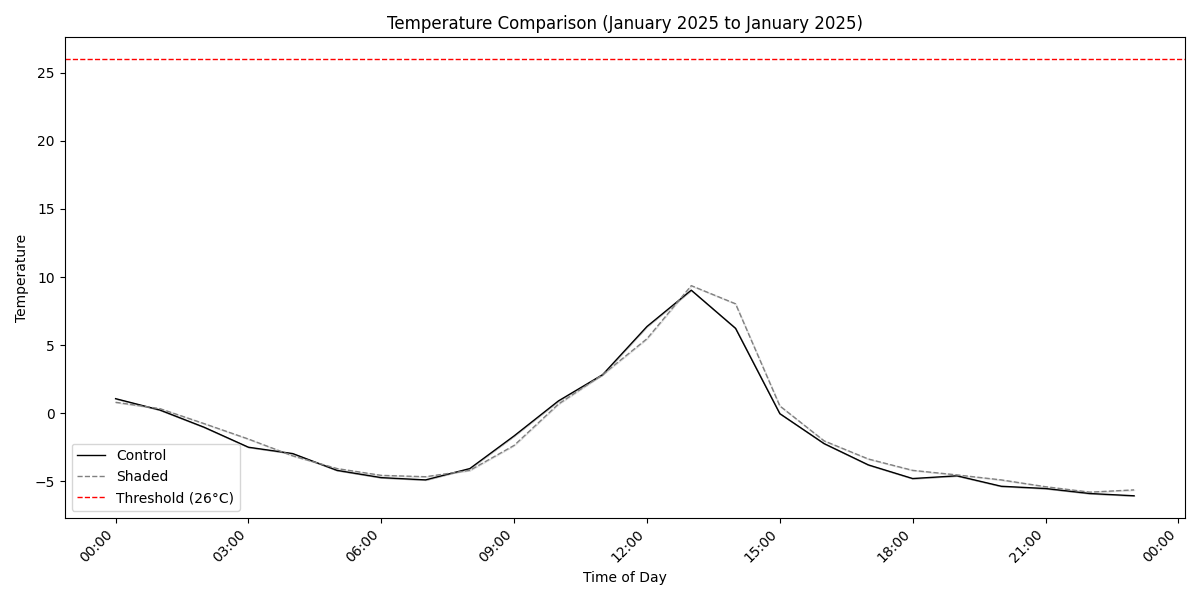 Temperature Comparison (January 2025 to January 2025)
25
20
15
10
5
0
−5
Temperature
Control
Shaded
Threshold (26°C)
00:00
03:00
06:00
09:00
12:00
15:00
18:00
21:00
00:00
Time of Day